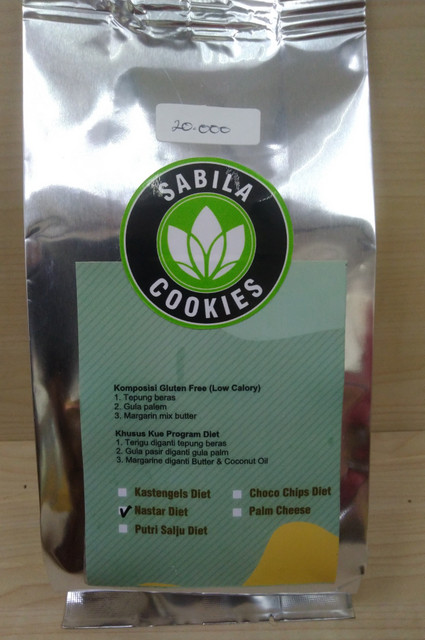 20.000
SABILA
COOKIES
Komposisi Gluten Free (Low Calory)
1. Tepung beras
2. Gula palem
3. Margarin mix butter
Khusus Kue Program Diet
1. Terigu diganti tepung beras
2. Gula pasir diganti gula palm
3. Margarine diganti Butter & Coconut Oil
Kastengels Diet
Choco Chips Diet
Nastar Diet
Palm Cheese
Putri Salju Diet